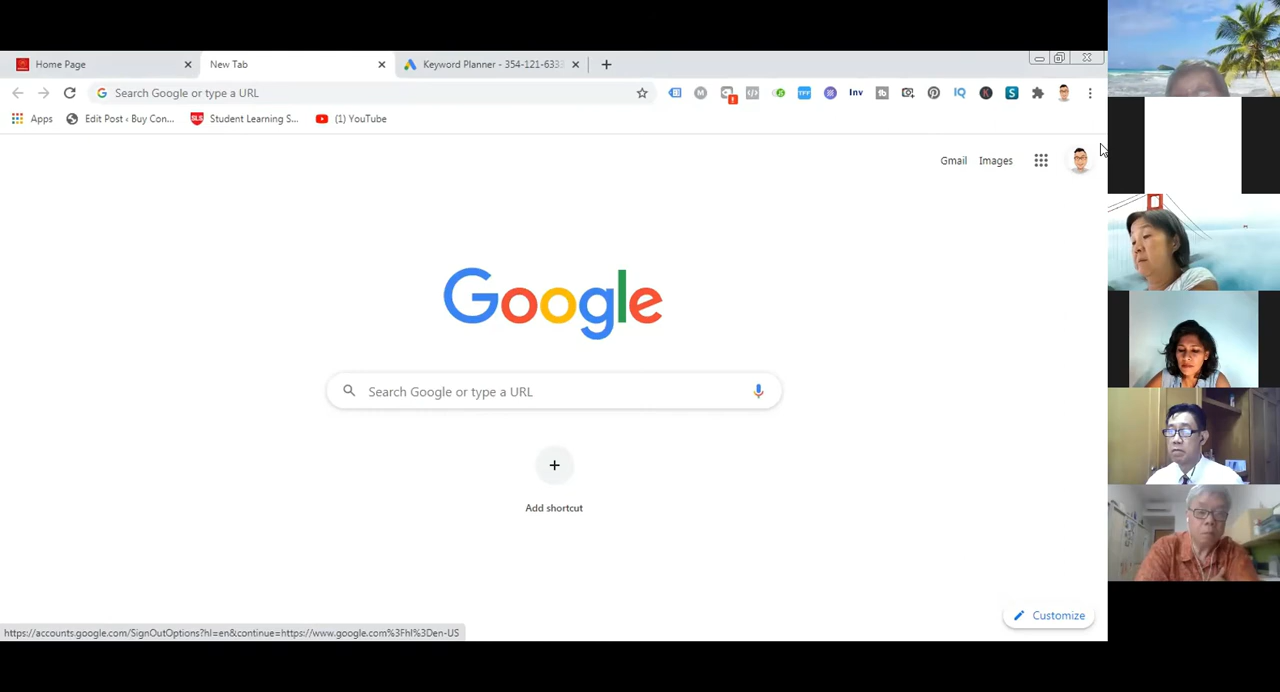 Home Page
New Tab
Keyword Planner - 354-121-6333
Search Google or type a URL
Inv
IQ
Apps
Edit Post ‹ Buy Con...
Student Learning S...
(1) YouTube
Gmail
Images
Google
Search Google or type a URL
Add shortcut
Customize
https://accounts.google.com/SignOutOptions?hl=en&continue=https://www.google.com%3Fhl%3Den-US